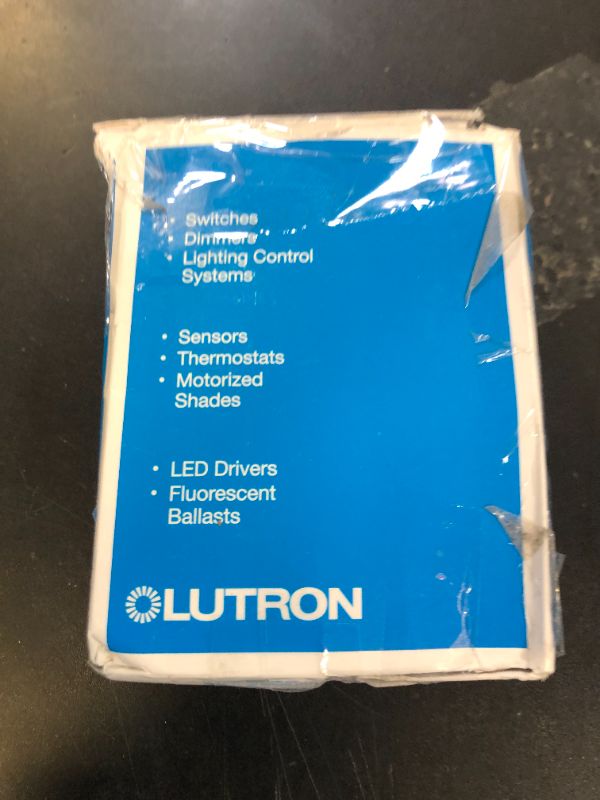 • Switches
• Dimmers
• Lighting Control
Systems
• Sensors
• Thermostats
• Motorized
Shades
• LED Drivers
• Fluorescent
Ballasts
LUTRON